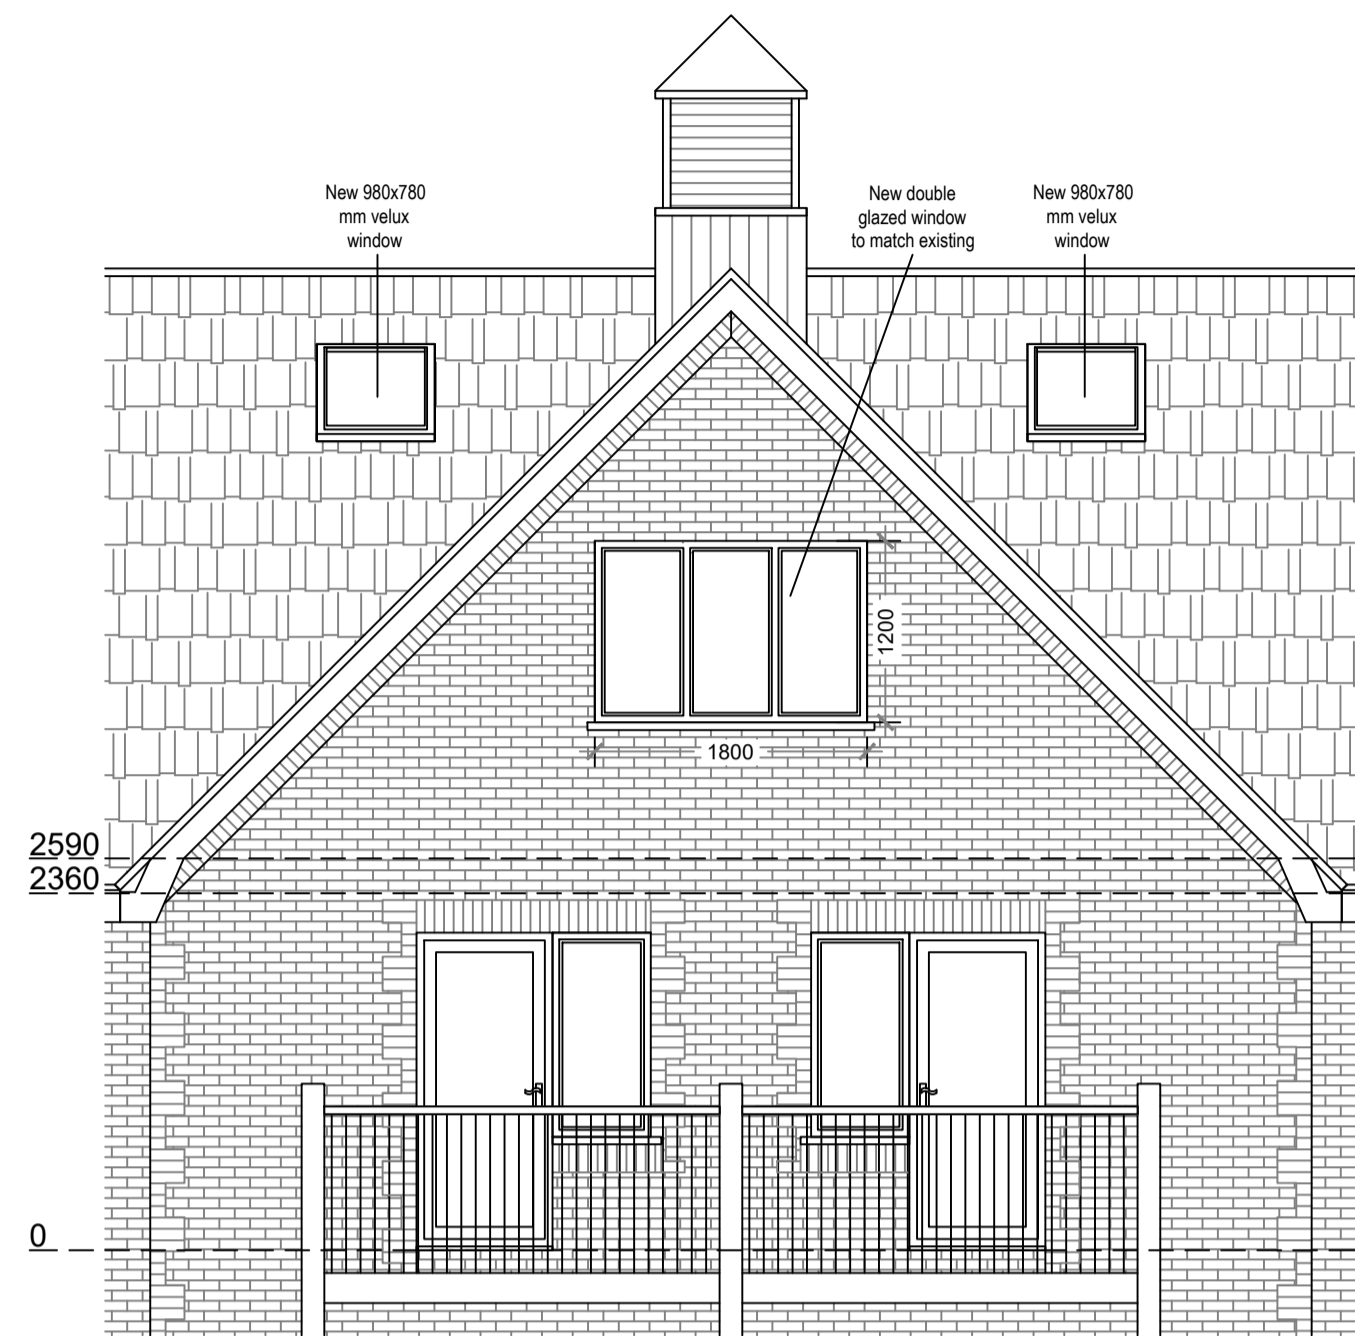 New 980x780
mm velux
window
New double
glazed window
to match existing
New 980x780
mm velux
window
1200
1800
2590
2360
0